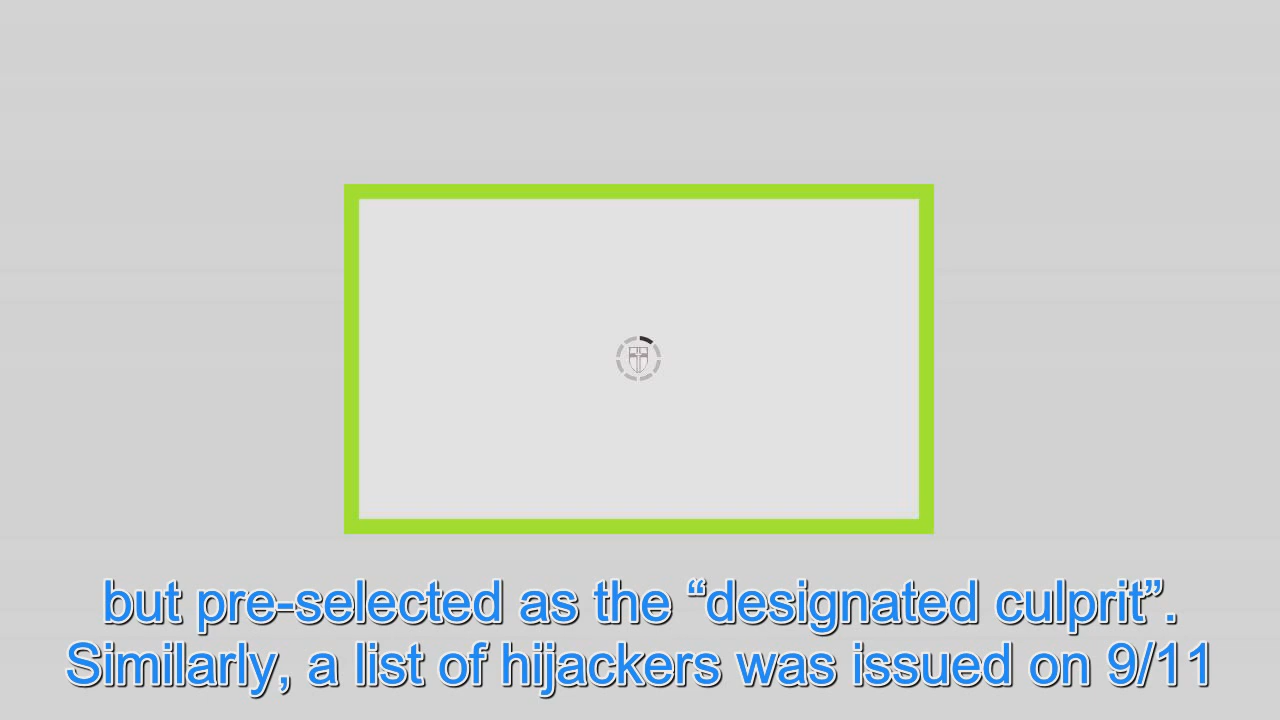 but pre-selected as the “designated culprit”.
Similarly, a list of hijackers was issued on 9/11